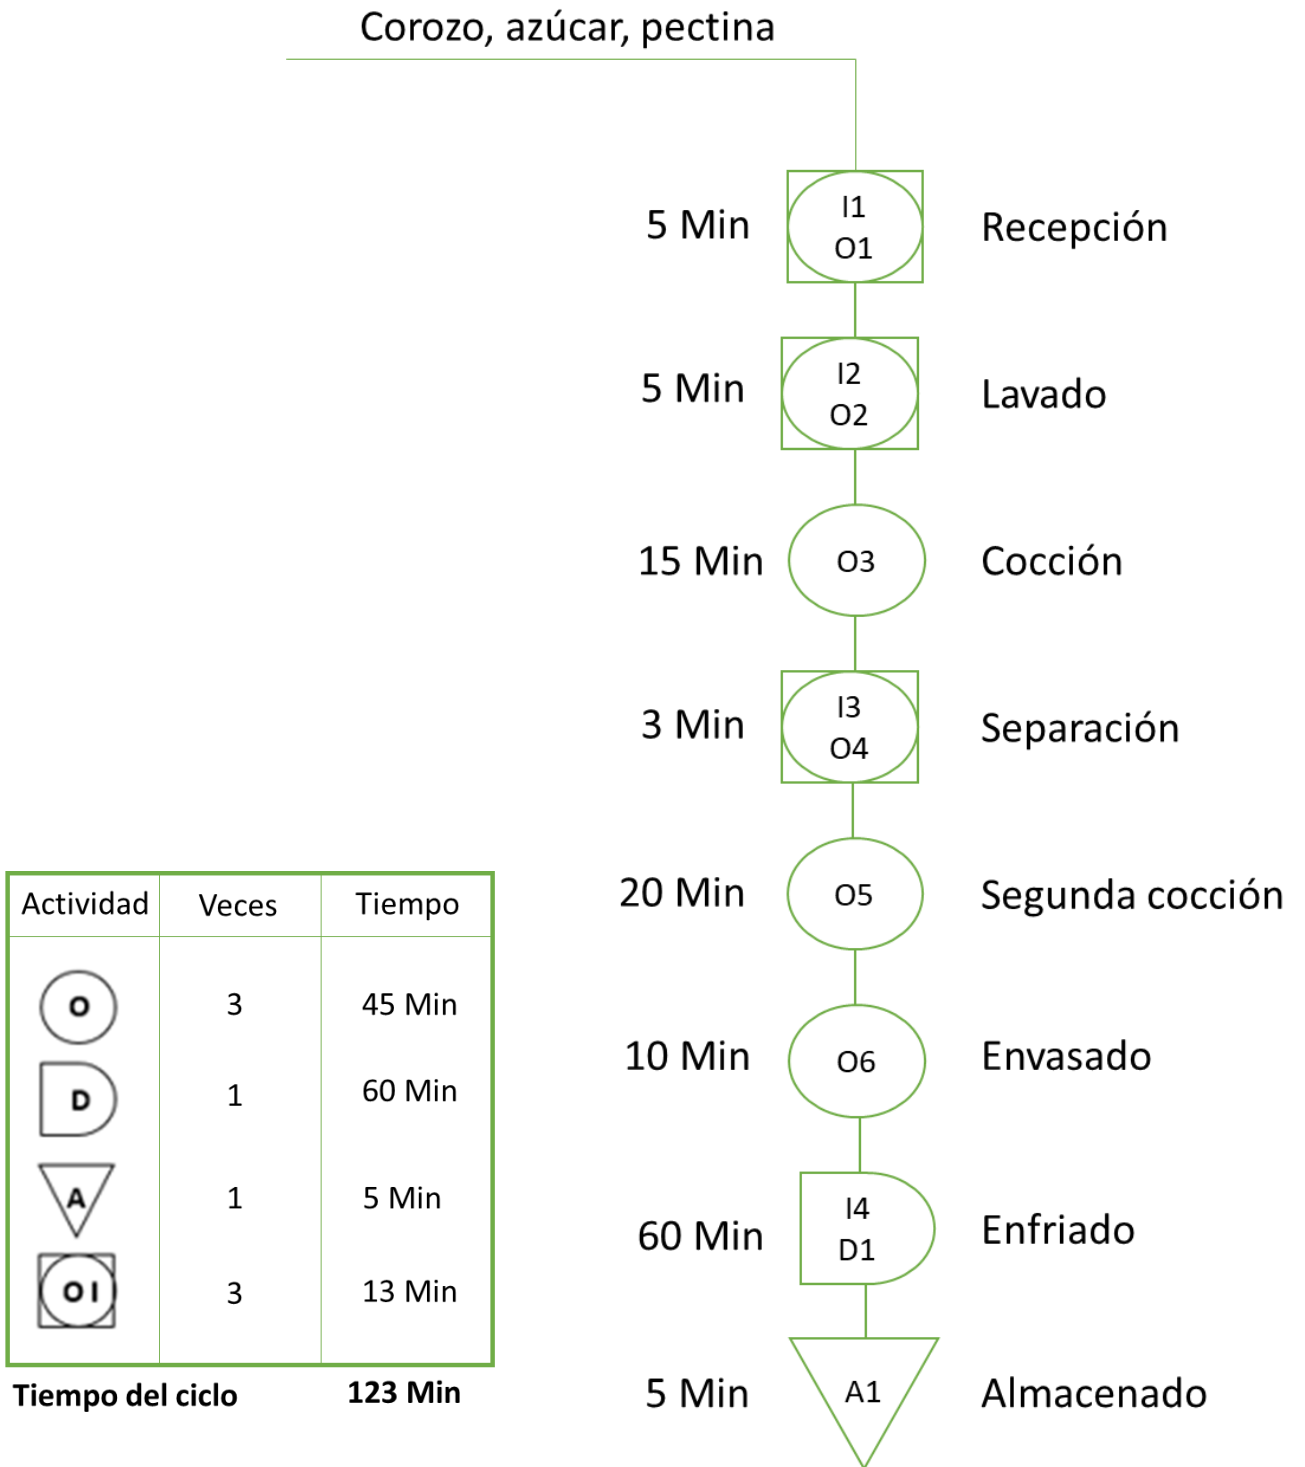 Corozo, azúcar, pectina
5 Min
I1
O1
Recepción
5 Min
I2
O2
Lavado
15 Min
O3
Cocción
3 Min
I3
O4
Separación
20 Min
O5
Segunda cocción
10 Min
O6
Envasado
60 Min
I4
D1
Enfriado
5 Min
A1
Almacenado
Actividad Veces Tiempo
O 3 45 Min
D 1 60 Min
A 1 5 Min
O I 3 13 Min
Tiempo del ciclo 123 Min